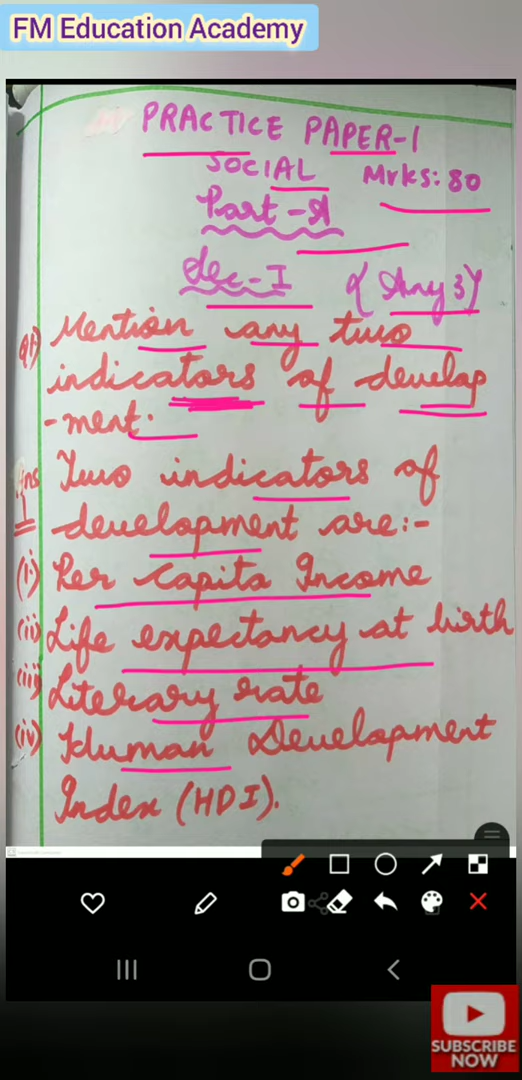 FM Education Academy
PRACTICE PAPER-1
SOCIAL Mrks: 80
Part-A
Sec-I { Any 3}
Q1) Mention any two
indicators of develop
-ment.
Ans Two indicators of
development are:-
(i) Per Capita Income
(ii) Life expectancy at birth
(iii) Literary rate
(iv) Human Development
Index (HDI).
SUBSCRIBE
NOW